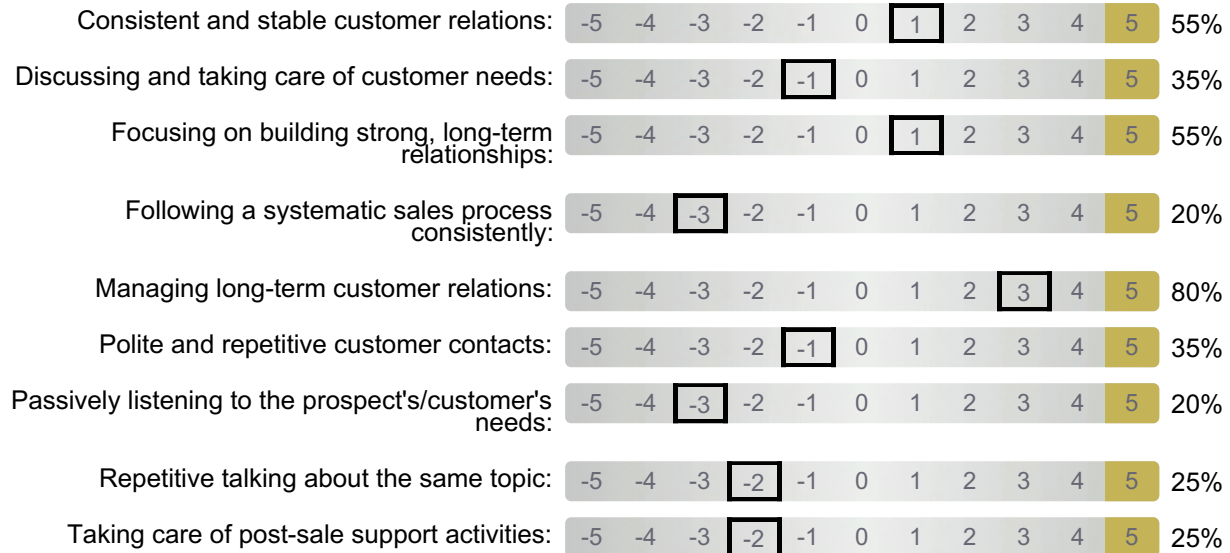 Consistent and stable customer relations: -5 -4 -3 -2 -1 0 1 2 3 4 5 55%
Discussing and taking care of customer needs: -5 -4 -3 -2 -1 0 1 2 3 4 5 35%
Focusing on building strong, long-term
relationships: -5 -4 -3 -2 -1 0 1 2 3 4 5 55%
Following a systematic sales process
consistently: -5 -4 -3 -2 -1 0 1 2 3 4 5 20%
Managing long-term customer relations: -5 -4 -3 -2 -1 0 1 2 3 4 5 80%
Polite and repetitive customer contacts: -5 -4 -3 -2 -1 0 1 2 3 4 5 35%
Passively listening to the prospect's/customer's
needs: -5 -4 -3 -2 -1 0 1 2 3 4 5 20%
Repetitive talking about the same topic: -5 -4 -3 -2 -1 0 1 2 3 4 5 25%
Taking care of post-sale support activities: -5 -4 -3 -2 -1 0 1 2 3 4 5 25%